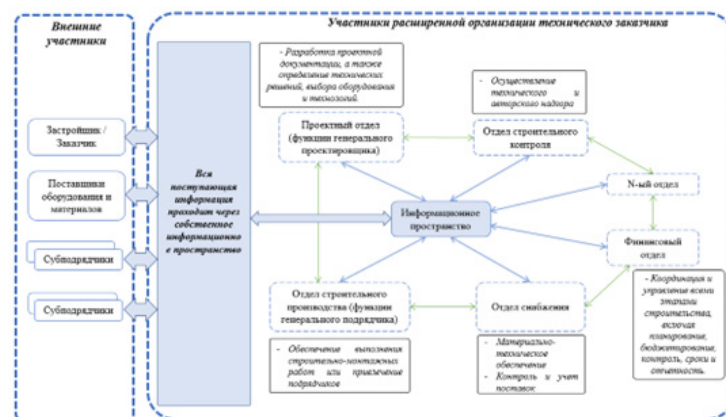 Внешние
участники
Застройщик /
Заказчик
Поставщики
оборудования и
материалов
Субподрядчики
Субподрядчики
Участники расширенной организации технического заказчика
Вся
поступающая
информация
проходит через
собственное
информационно
е пространство
- Разработка проектной
документации, а также
определение технических
решений, выбора оборудования
и технологий.
- Осуществление
технического и
авторского надзора
Проектный отдел
(функции генерального
проектировщика)
Отдел строительного
контроля
N-ый отдел
Информационное
пространство
Финансовый
отдел
Отдел строительного
производства (функции
генерального подрядчика)
Отдел снабжения
- Координация и
управление всеми
этапами
строительства,
включая
планирование,
бюджетирование,
контроль, сроки и
отчетность.
- Обеспечение выполнения
строительно-монтажных
работ или привлечение
подрядчиков
- Материально-
техническое
обеспечение
- Контроль и учет
поставок